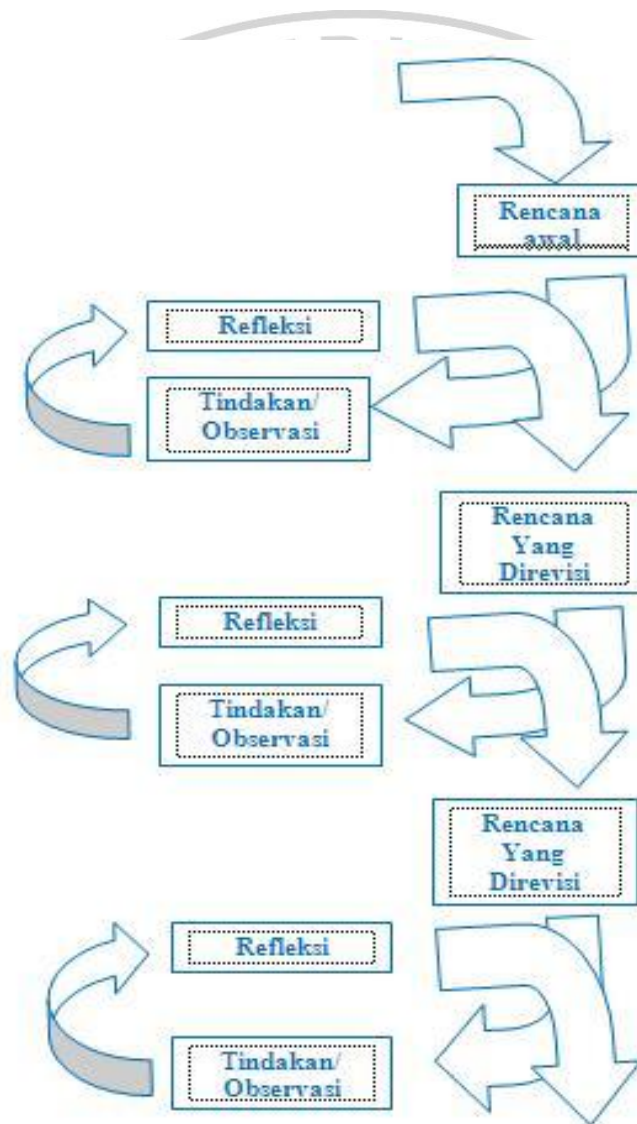 Rencana
awal
Refleksi
Tindakan/
Observasi
Rencana
Yang
Direvisi
Refleksi
Tindakan/
Observasi
Rencana
Yang
Direvisi
Refleksi
Tindakan/
Observasi